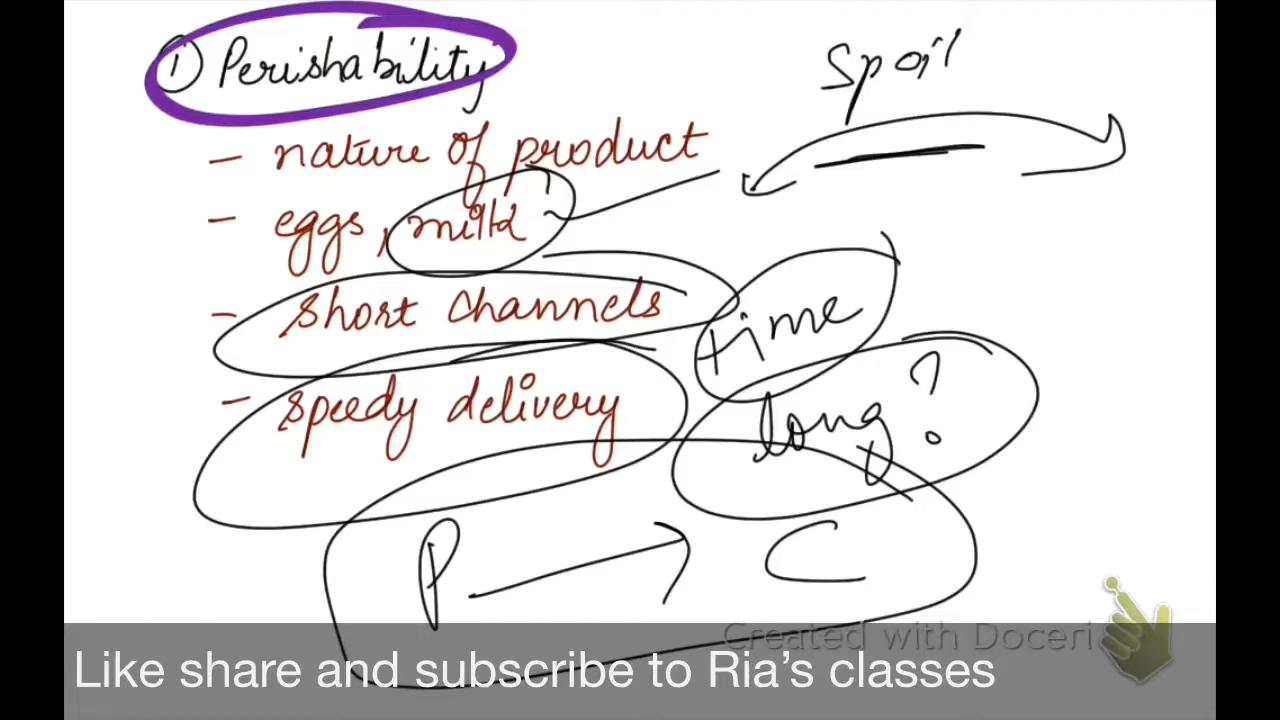 ① Perishability
Spoil
- nature of product
- eggs, milk
- short channels
time
- speedy delivery
long?
P → C
Created with Doceri
Like share and subscribe to Ria's classes